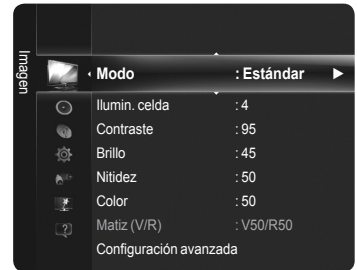 Imagen
Modo : Estándar
Ilumin. celda : 4
Contraste : 95
Brillo : 45
Nitidez : 50
Color : 50
Matiz (V/R) : V50/R50
Configuración avanzada